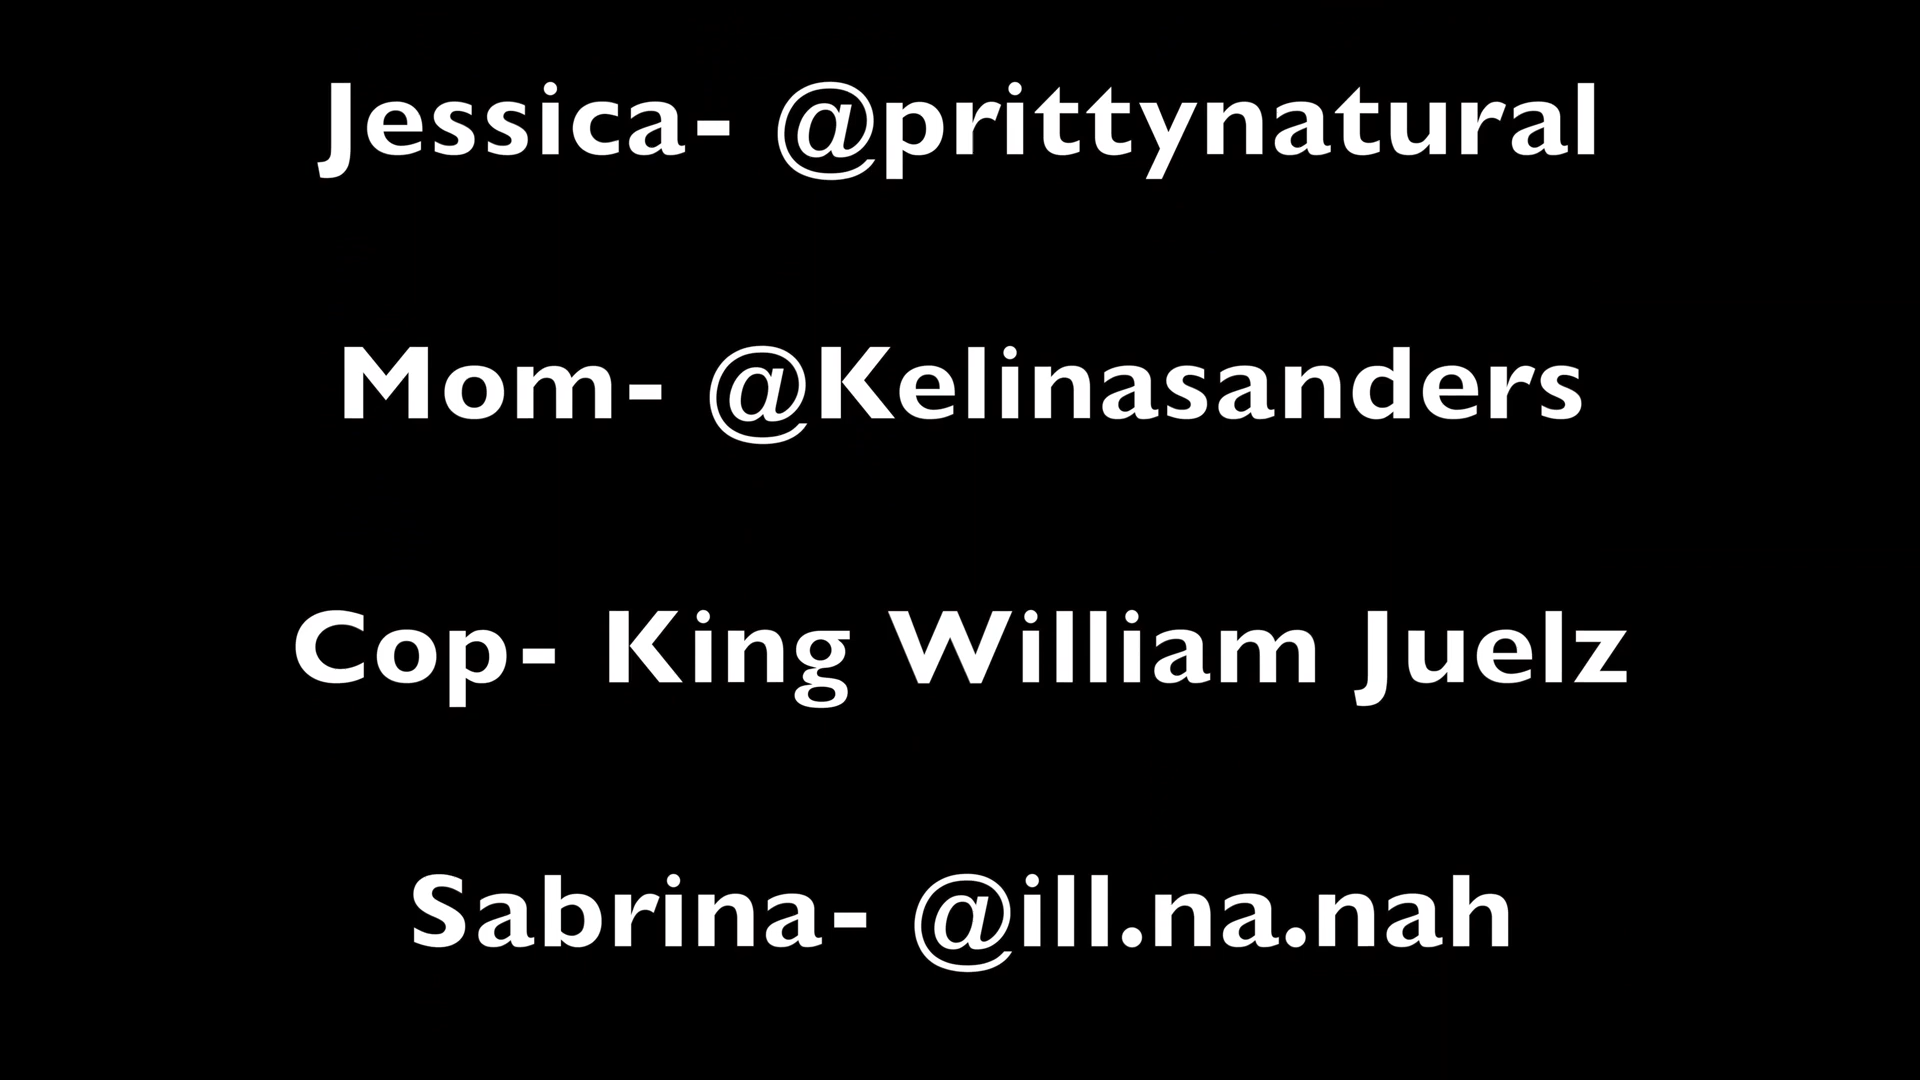 Jessica- @prittynatural
Mom- @Kelinasanders
Cop- King William Juelz
Sabrina- @ill.na.nah